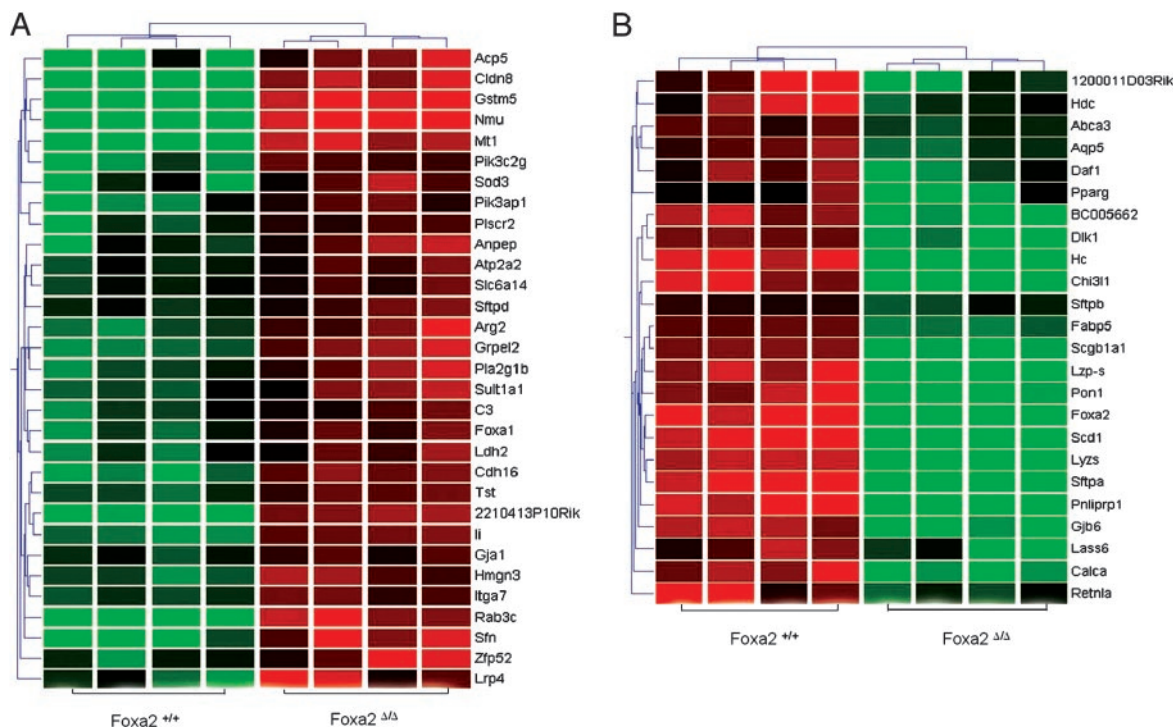 A
Acp5
Cldn8
Gstm5
Nmu
Mt1
Pik3c2g
Sod3
Pik3ap1
Plscr2
Anpep
Atp2a2
Slc6a14
Sftpd
Arg2
Grpel2
Pla2g1b
Sult1a1
C3
Foxa1
Ldh2
Cdh16
Tst
2210413P10Rik
Ii
Gja1
Hmgn3
Itga7
Rab3c
Sfn
Zfp52
Lrp4
Foxa2 +/+ Foxa2 Δ/Δ
B
1200011D03Rik
Hdc
Abca3
Aqp5
Daf1
Pparg
BC005662
Dlk1
Hc
Chi3l1
Sftpb
Fabp5
Scgb1a1
Lzp-s
Pon1
Foxa2
Scd1
Lyzs
Sftpa
Pnliprp1
Gjb6
Lass6
Calca
Retnla
Foxa2 +/+ Foxa2 Δ/Δ